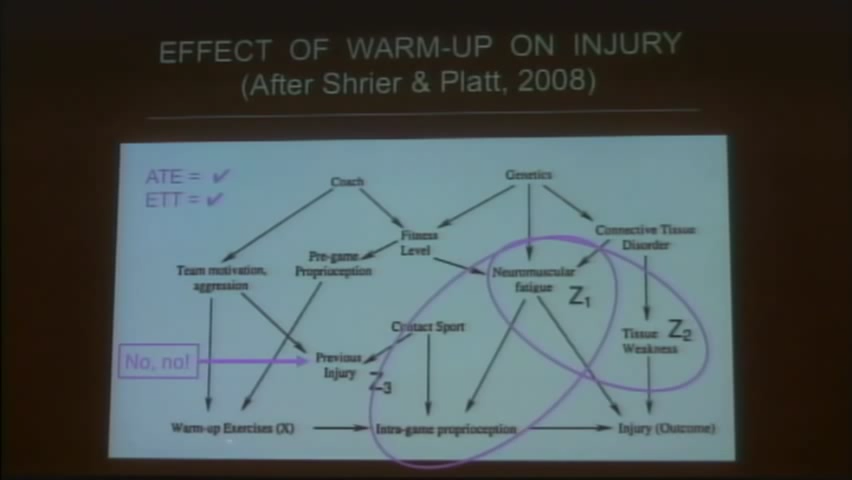 EFFECT OF WARM-UP ON INJURY
(After Shrier & Platt, 2008)
ATE = ✔
ETT = ✔
Coach
Genetics
Fitness
Level
Connective Tissue
Disorder
Pre-game
Proprioception
Team motivation,
aggression
Neuromuscular
fatigue
Z1
Contact Sport
Tissue
Weakness
Z2
No, no!
Previous
Injury
Z3
Warm-up Exercises (X)
Intra-game proprioception
Injury (Outcome)